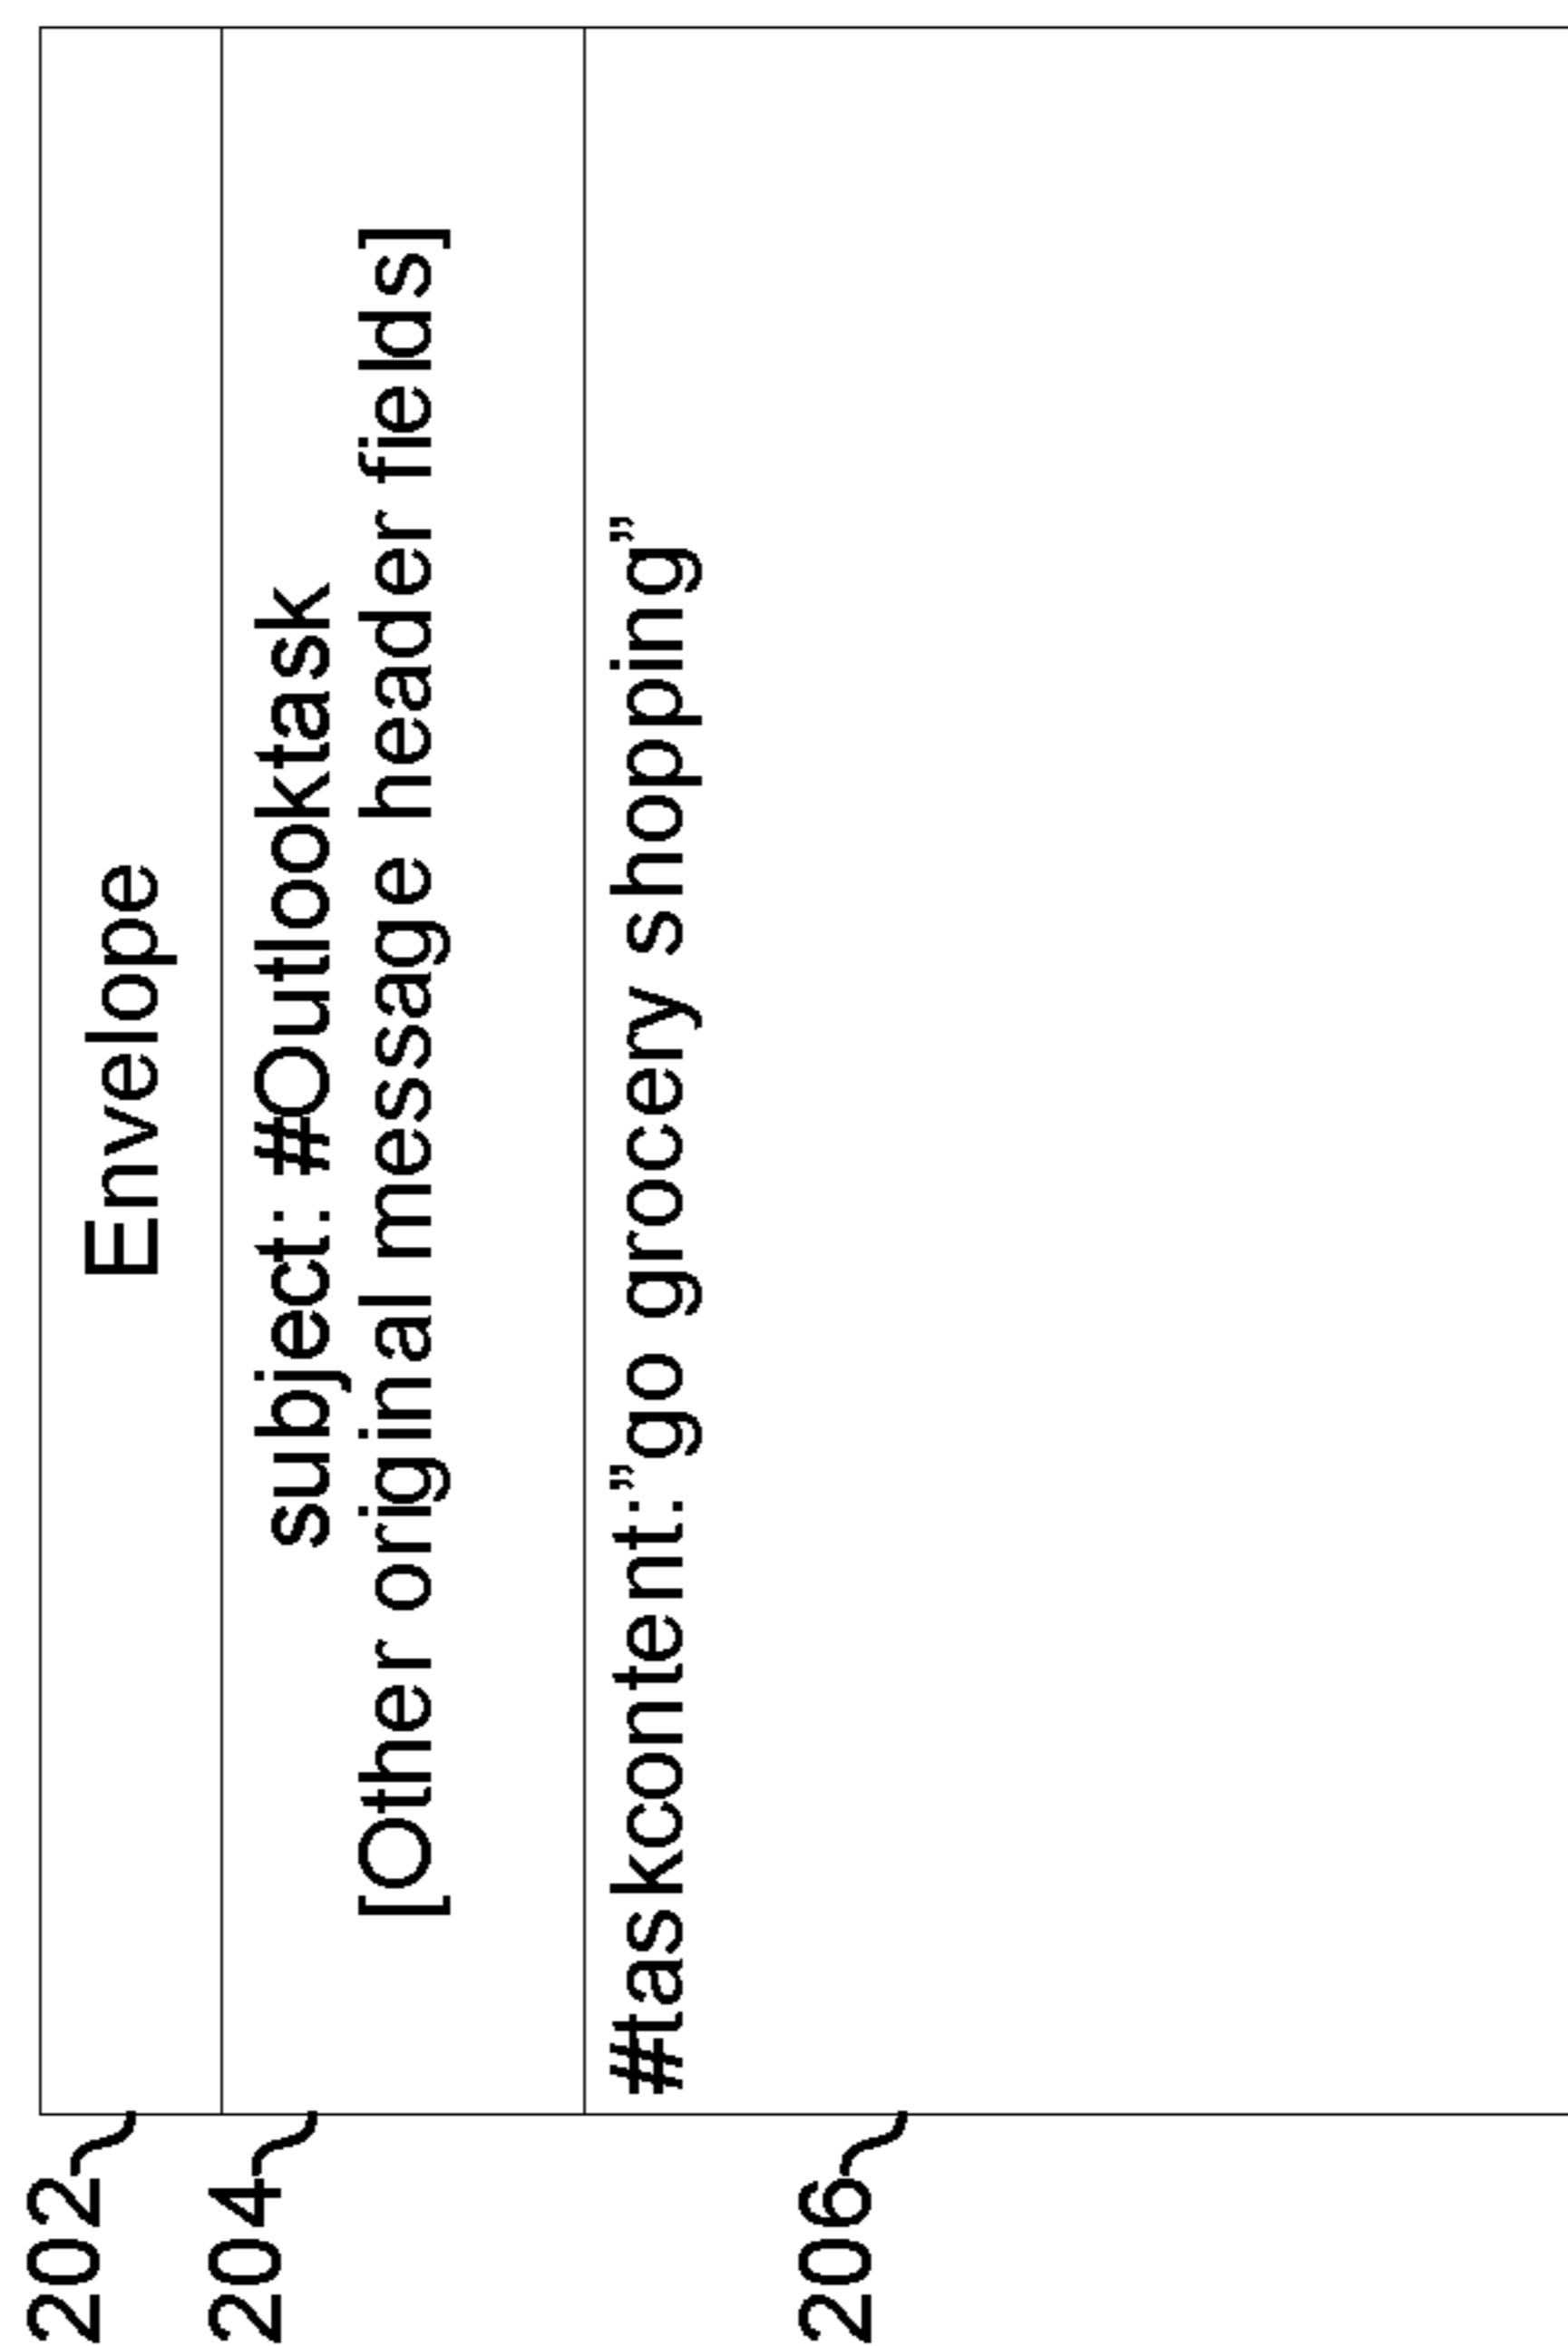 202
Envelope
204
subject: #Outlooktask
[Other original message header fields]
206
#taskcontent:”go grocery shopping”